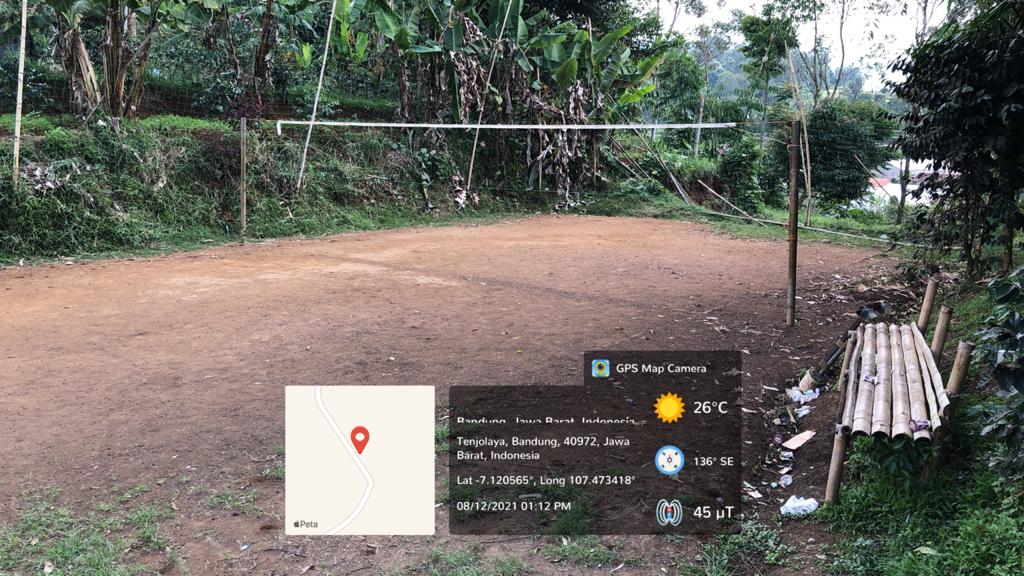 GPS Map Camera
Bandung, Jawa Barat, Indonesia
26°C
Tenjolaya, Bandung, 40972, Jawa
Barat, Indonesia
136° SE
Lat -7.120565°, Long 107.473418°
08/12/2021 01:12 PM
45 µT
Peta